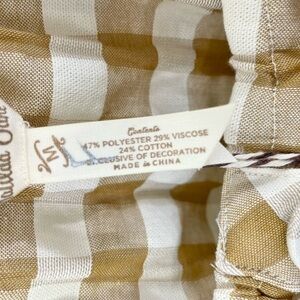 Contents
47% POLYESTER 29% VISCOSE
24% COTTON
EXCLUSIVE OF DECORATION
MADE IN CHINA